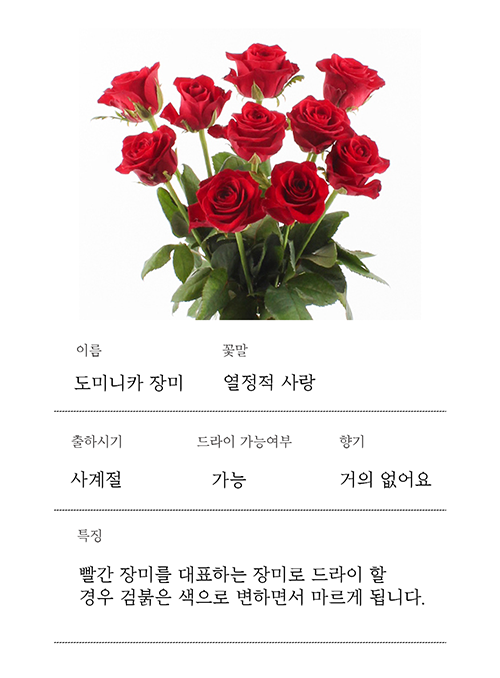 이름 꽃말
도미니카 장미 열정적 사랑
출하시기 드라이 가능여부 향기
사계절 가능 거의 없어요
특징
빨간 장미를 대표하는 장미로 드라이 할
경우 검붉은 색으로 변하면서 마르게 됩니다.